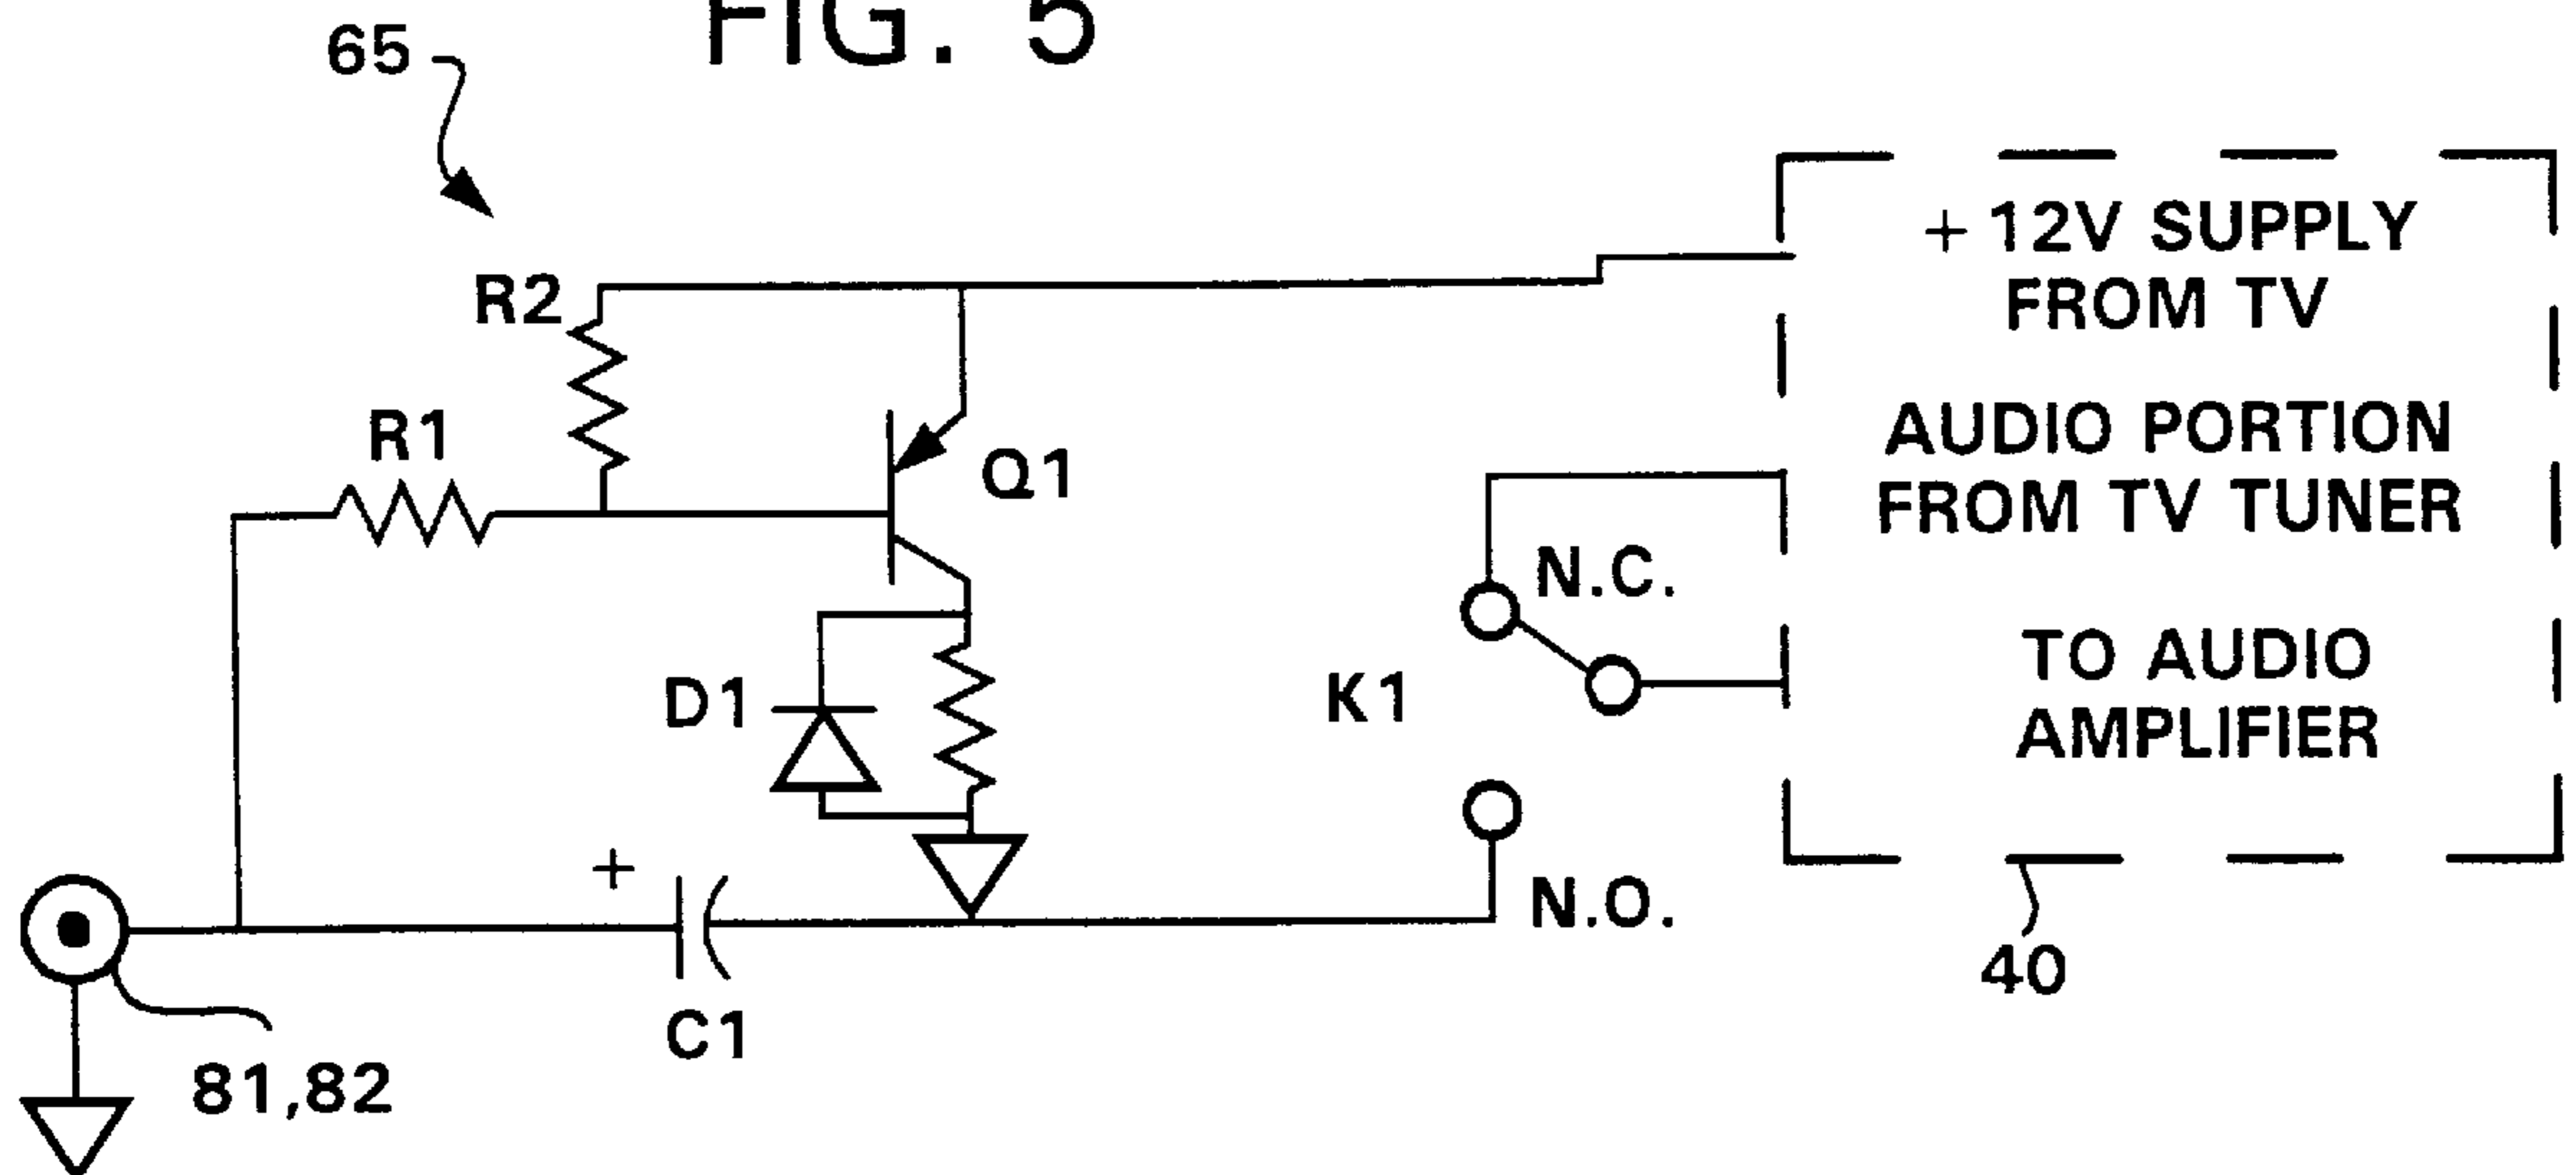 FIG. 5
65
R2
R1
Q1
D1
K1
N.C.
N.O.
+
C1
81,82
+12V SUPPLY
FROM TV
AUDIO PORTION
FROM TV TUNER
TO AUDIO
AMPLIFIER
40